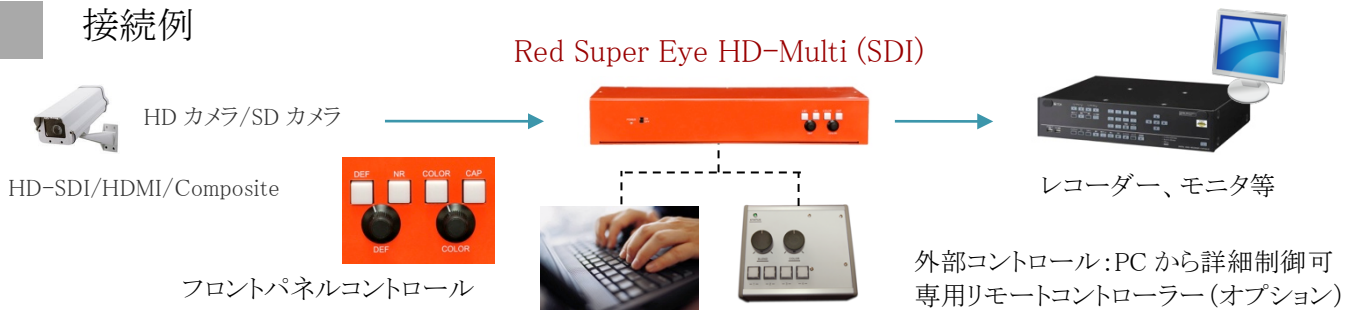 接続例
Red Super Eye HD-Multi (SDI)
HD カメラ/SD カメラ
HD-SDI/HDMI/Composite
DEF NR COLOR CAP
DEF COLOR
フロントパネルコントロール
レコーダー、モニタ等
外部コントロール:PC から詳細制御可
専用リモートコントローラー(オプション)